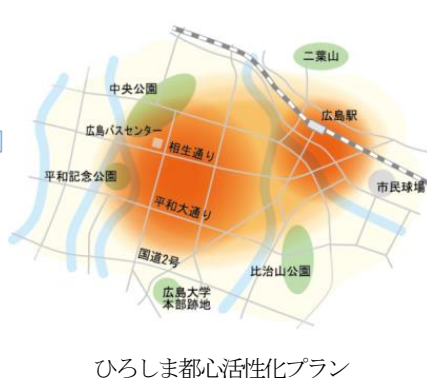 二葉山
中央公園
広島駅
広島バスセンター
相生通り
平和記念公園
市民球場
平和大通り
国道2号
比治山公園
広島大学
本部跡地
ひろしま都心活性化プラン